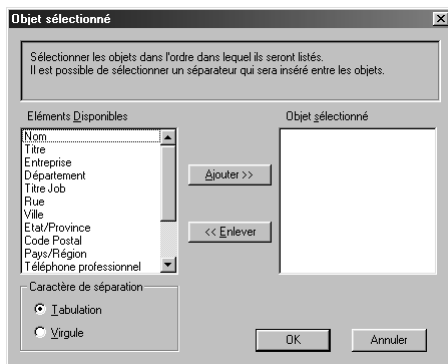 Objet sélectionné
Sélectionner les objets dans l'ordre dans lequel ils seront listés.
Il est possible de sélectionner un séparateur qui sera inséré entre les objets.
Eléments Disponibles
Objet sélectionné
Nom
Titre
Entreprise
Département
Titre Job
Rue
Ville
Etat/Province
Code Postal
Pays/Région
Téléphone professionnel
Ajouter >>
<< Enlever
Caractère de séparation
Tabulation
Virgule
OK
Annuler